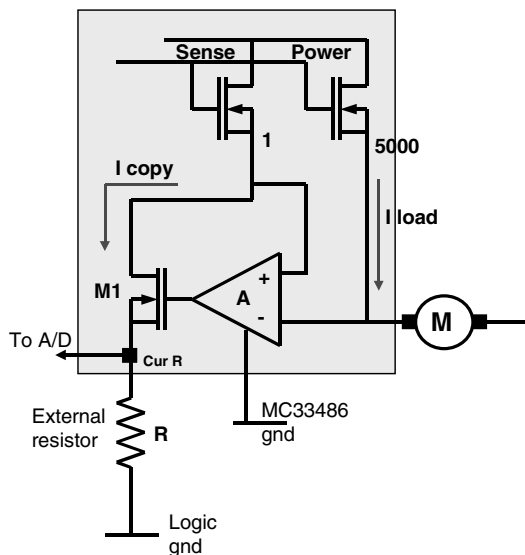 Sense Power
1
5000
I copy
I load
+
M1
A
-
M
To A/D
Cur R
External
resistor
R
MC33486
gnd
Logic
gnd